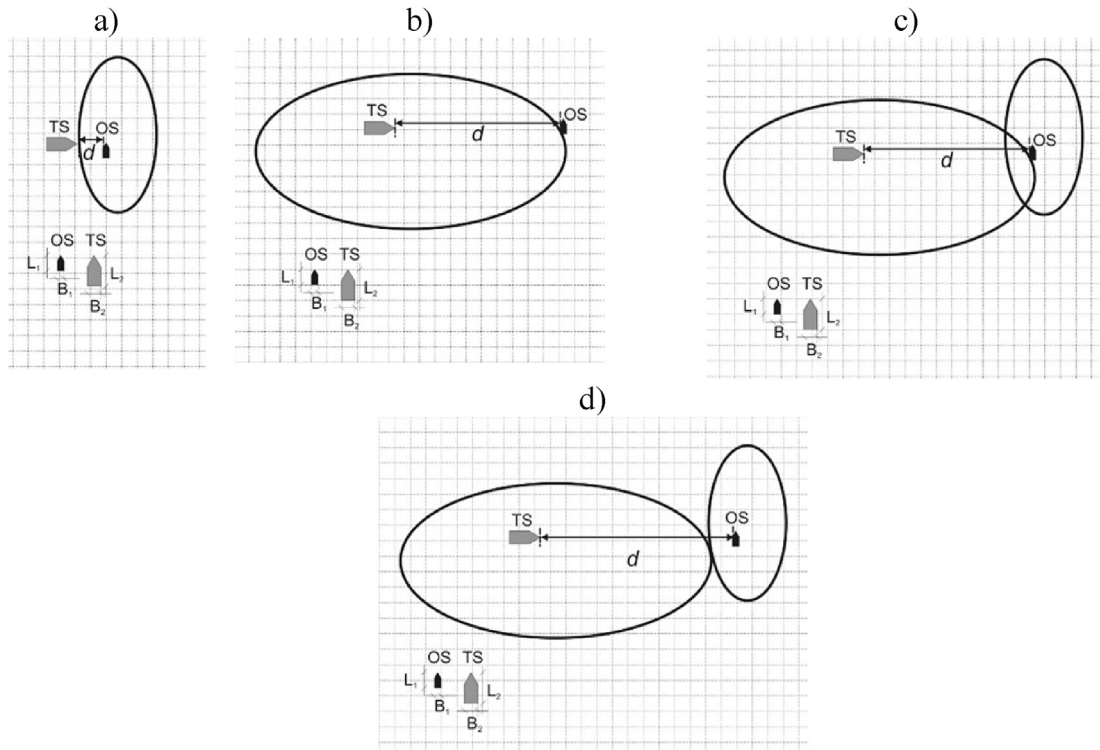 a)
TS
OS
d
OS
TS
L₁
L₂
B₁
B₂
b)
TS
OS
d
OS
TS
L₁
L₂
B₁
B₂
c)
TS
OS
d
OS
TS
L₁
L₂
B₁
B₂
d)
TS
OS
d
OS
TS
L₁
L₂
B₁
B₂